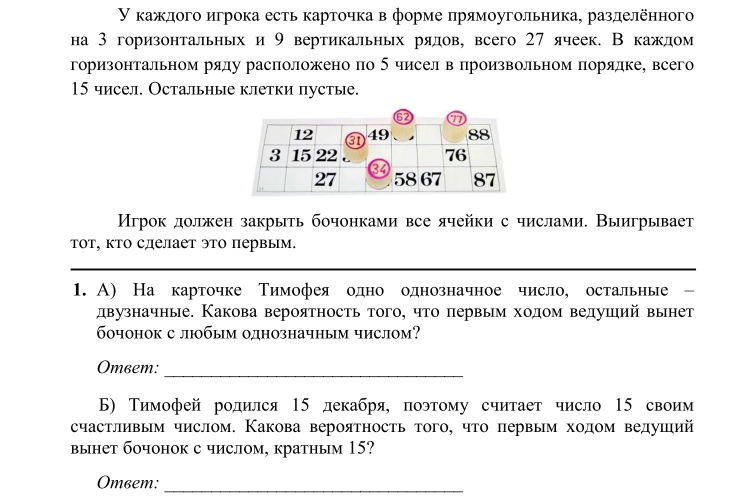 У каждого игрока есть карточка в форме прямоугольника, разделённого
на 3 горизонтальных и 9 вертикальных рядов, всего 27 ячеек. В каждом
горизонтальном ряду расположено по 5 чисел в произвольном порядке, всего
15 чисел. Остальные клетки пустые.
12 49 62 77 88
3 15 22 31 76
27 34 58 67 87
Игрок должен закрыть бочонками все ячейки с числами. Выигрывает
тот, кто сделает это первым.
1. А) На карточке Тимофея одно однозначное число, остальные –
двузначные. Какова вероятность того, что первым ходом ведущий вынет
бочонок с любым однозначным числом?
Ответ: ________________________________
Б) Тимофей родился 15 декабря, поэтому считает число 15 своим
счастливым числом. Какова вероятность того, что первым ходом ведущий
вынет бочонок с числом, кратным 15?
Ответ: ________________________________